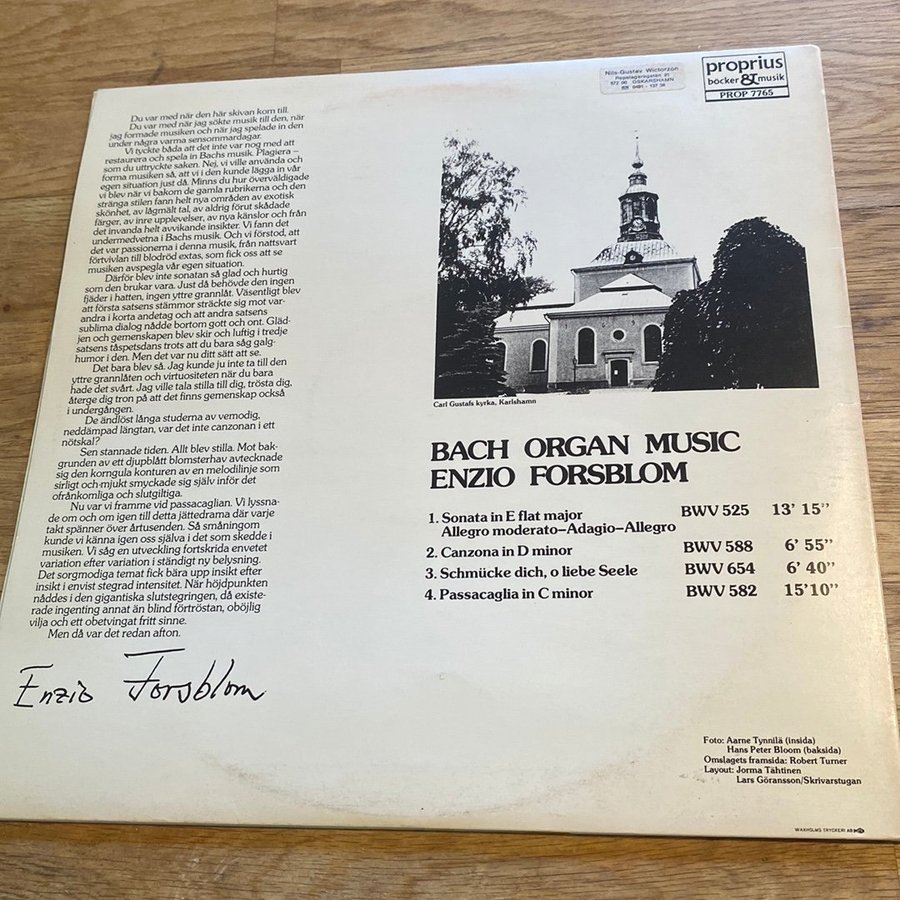 Du var med när den här skivan kom till.
Du var med när jag sökte musik till den, när
jag formade musiken och när jag spelade in den
under några varma sensommardagar.
Vi tyckte båda att det inte var nog med att
restaurera och spela in Bachs musik. Plagiera –
som du uttryckte saken. Nej, vi ville använda och
forma musiken så, att vi i den kunde lägga in vår
egen situation just då. Minns du hur överväldigade
vi blev när vi bakom de gamla rubrikerna och den
stränga stilen fann helt nya områden av exotisk
skönhet, av lågmält tal, av aldrig förut skådade
färger, av inre upplevelser, av nya känslor och från
det invanda helt avvikande insikter. Vi fann det
undermedvetna i Bachs musik. Och vi förstod, att
det var passionerna i denna musik, från nattsvart
förtvivlan till blodröd extas, som fick oss att se
musiken avspegla vår egen situation.
Därför blev inte sonatan så glad och hurtig
som den brukar vara. Just då behövde den ingen
fjäder i hatten, ingen yttre grannlåt. Väsentligt blev
att första satsens stämmor sträckte sig mot var-
andra i korta andetag och att andra satsens
sublima dialog nådde bortom gott och ont. Gläd-
jen och gemenskapen blev skir och luftig i tredje
satsens tåspetsdans trots att du bara såg galg-
humor i den. Men det var nu ditt sätt att se.
Det bara blev så. Jag kunde ju inte ta till den
yttre grannlåten och virtuositeten när du bara
hade det svårt. Jag ville tala stilla till dig, trösta dig,
återge dig tron på att det finns gemenskap också
i undergången.
De ändlöst långa studerna av vemodig,
neddämpad längtan, var det inte canzonan i ett
nötskal?
Sen stannade tiden. Allt blev stilla. Mot bak-
grunden av ett djupblått blomsterhav avtecknade
sig den korngula konturen av en melodilinje som
sirligt och mjukt smyckade sig själv inför det
ofrånkomliga och slutgiltiga.
Nu var vi framme vid passacaglian. Vi lyssna-
de om och om igen till detta jättedrama där varje
takt spänner över årtusenden. Så småningom
kunde vi känna igen oss själva i det som skedde i
musiken. Vi såg en utveckling fortskrida envetet
variation efter variation i ständigt ny belysning.
Det sorgmodiga temat fick bära upp insikt efter
insikt i envist stegrad intensitet. När höjdpunkten
nåddes i den gigantiska slutstegringen, då existe-
rade ingenting annat än blind förtröstan, oböjlig
vilja och ett obetvingat fritt sinne.
Men då var det redan afton.
Enzio Forsblom
Nils-Gustav Wictorzon
572 00 OSKARSHAMN
0491 - 137 38
proprius
böcker & musik
PROP 7765
Carl Gustafs kyrka, Karlshamn
BACH ORGAN MUSIC
ENZIO FORSBLOM
1. Sonata in E flat major BWV 525 13' 15"
Allegro moderato–Adagio–Allegro
2. Canzona in D minor BWV 588 6' 55"
3. Schmücke dich, o liebe Seele BWV 654 6' 40"
4. Passacaglia in C minor BWV 582 15'10"
Foto: Aarne Tynnilä (insida)
Hans Peter Bloom (baksida)
Omslagets framsida: Robert Turner
Layout: Jorma Tähtinen
Lars Göransson/Skrivarstugan
WAXHOLMS TRYCKERI AB